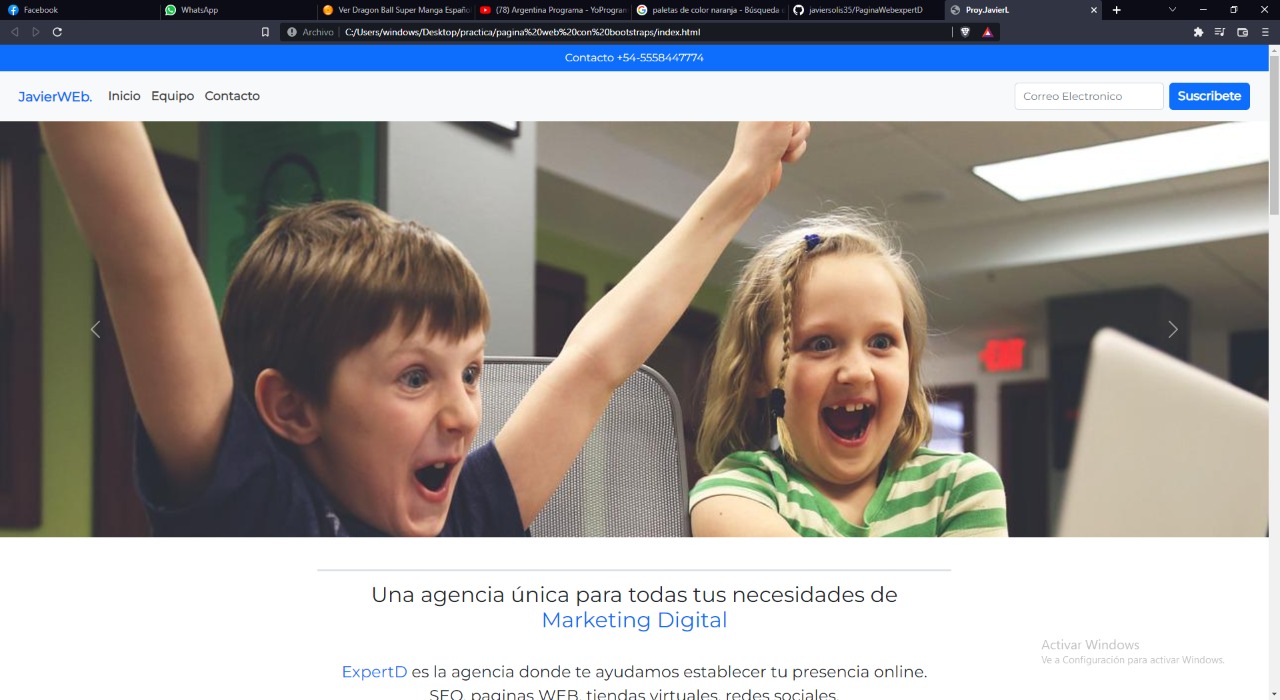 Facebook
WhatsApp
Ver Dragon Ball Super Manga Españo
(78) Argentina Programa - YoProgram
paletas de color naranja - Búsqueda
javiersolis35/PaginaWebexpertD
Proy.JavierL
Archivo C:/Users/windows/Desktop/practica/pagina%20web%20con%20bootstraps/index.html
Contacto +54-5558447774
JavierWEb. Inicio Equipo Contacto Correo Electronico Suscribete
Una agencia única para todas tus necesidades de
Marketing Digital
ExpertD es la agencia donde te ayudamos establecer tu presencia online.
SEO, paginas WEB, tiendas virtuales, redes sociales
Activar Windows
Ve a Configuración para activar Windows.